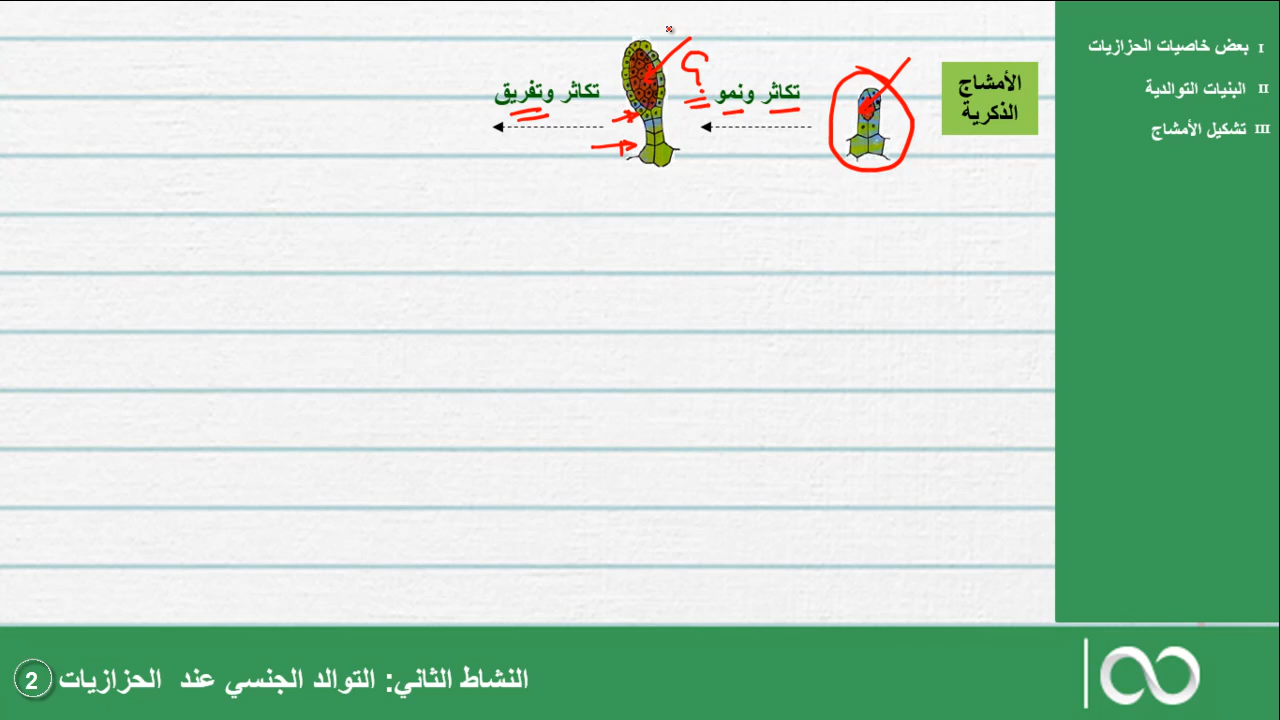 I بعض خاصيات الحزازيات
II البنيات التوالدية
III تشكيل الأمشاج
الأمشاج
الذكرية
تكاثر ونمو
تكاثر وتفريق
النشاط الثاني: التوالد الجنسي عند الحزازيات 2